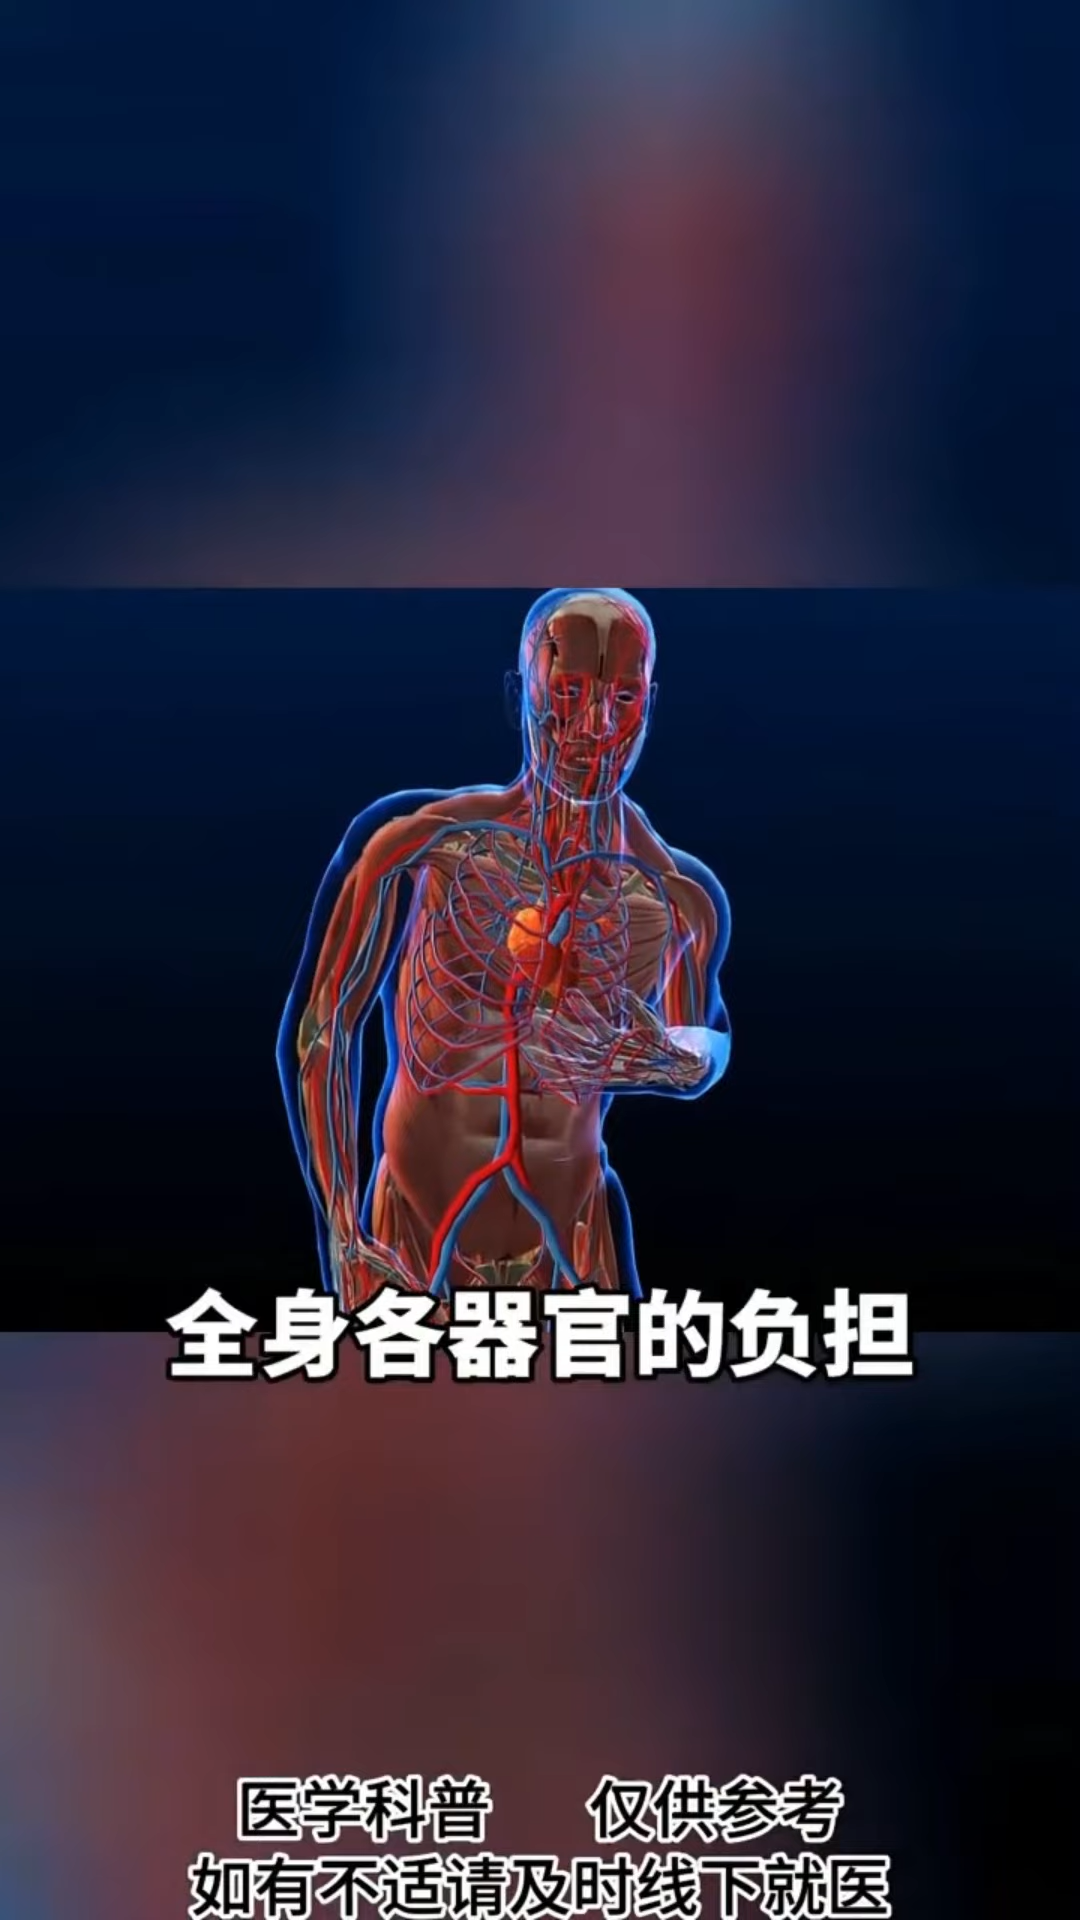 全身各器官的负担
医学科普 仅供参考
如有不适请及时线下就医